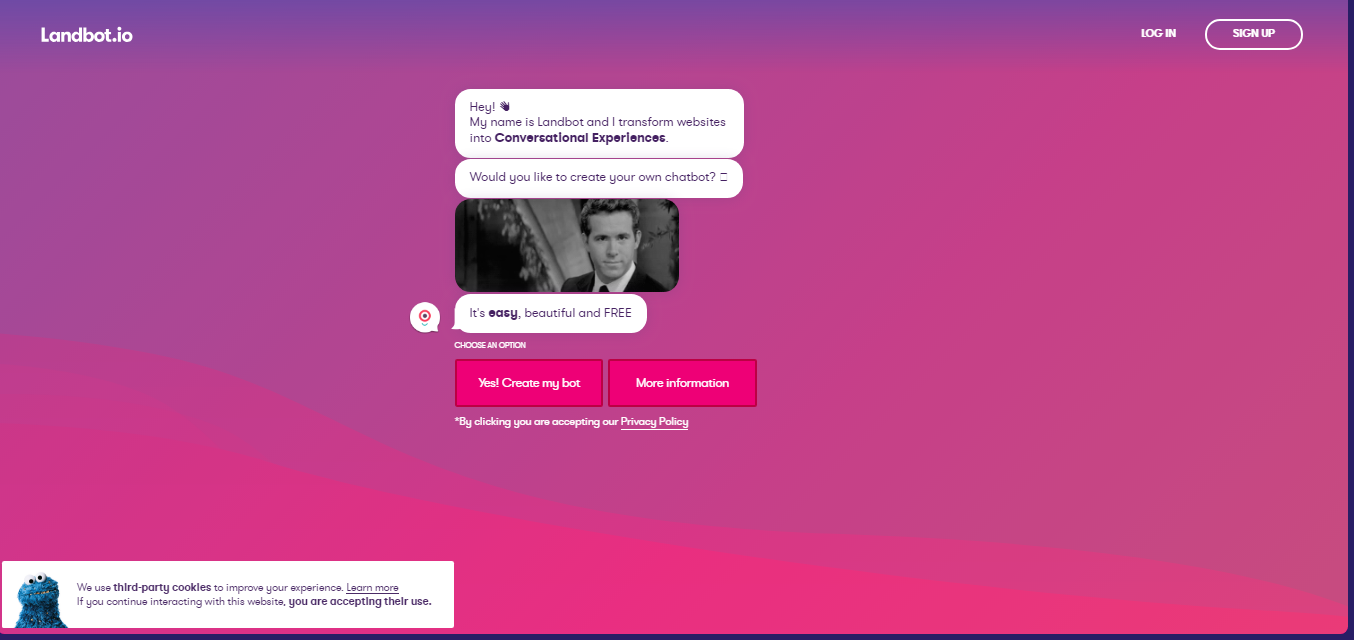 Landbot.io
LOG IN
SIGN UP
Hey! 👋
My name is Landbot and I transform websites
into Conversational Experiences.
Would you like to create your own chatbot? □
It's easy, beautiful and FREE
CHOOSE AN OPTION
Yes! Create my bot
More information
*By clicking you are accepting our Privacy Policy
We use third-party cookies to improve your experience. Learn more
If you continue interacting with this website, you are accepting their use.